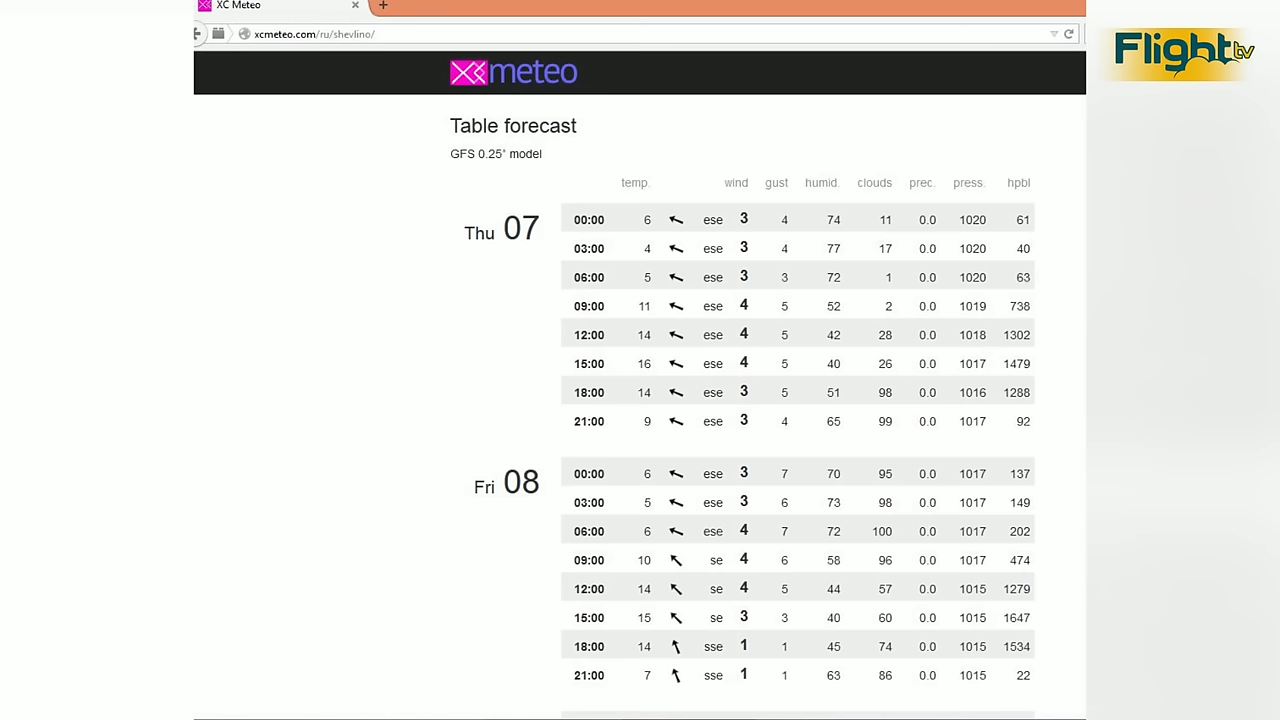 XC Meteo × +
xcmeteo.com/ru/shevlino/
Flight tv
XC meteo
Table forecast
GFS 0.25° model
temp. wind gust humid. clouds prec. press. hpbl
Thu 07
00:00 6 ese 3 4 74 11 0.0 1020 61
03:00 4 ese 3 4 77 17 0.0 1020 40
06:00 5 ese 3 3 72 1 0.0 1020 63
09:00 11 ese 4 5 52 2 0.0 1019 738
12:00 14 ese 4 5 42 28 0.0 1018 1302
15:00 16 ese 4 5 40 26 0.0 1017 1479
18:00 14 ese 3 5 51 98 0.0 1016 1288
21:00 9 ese 3 4 65 99 0.0 1017 92
Fri 08
00:00 6 ese 3 7 70 95 0.0 1017 137
03:00 5 ese 3 6 73 98 0.0 1017 149
06:00 6 ese 4 7 72 100 0.0 1017 202
09:00 10 se 4 6 58 96 0.0 1017 474
12:00 14 se 4 5 44 57 0.0 1015 1279
15:00 15 se 3 3 40 60 0.0 1015 1647
18:00 14 sse 1 1 45 74 0.0 1015 1534
21:00 7 sse 1 1 63 86 0.0 1015 22